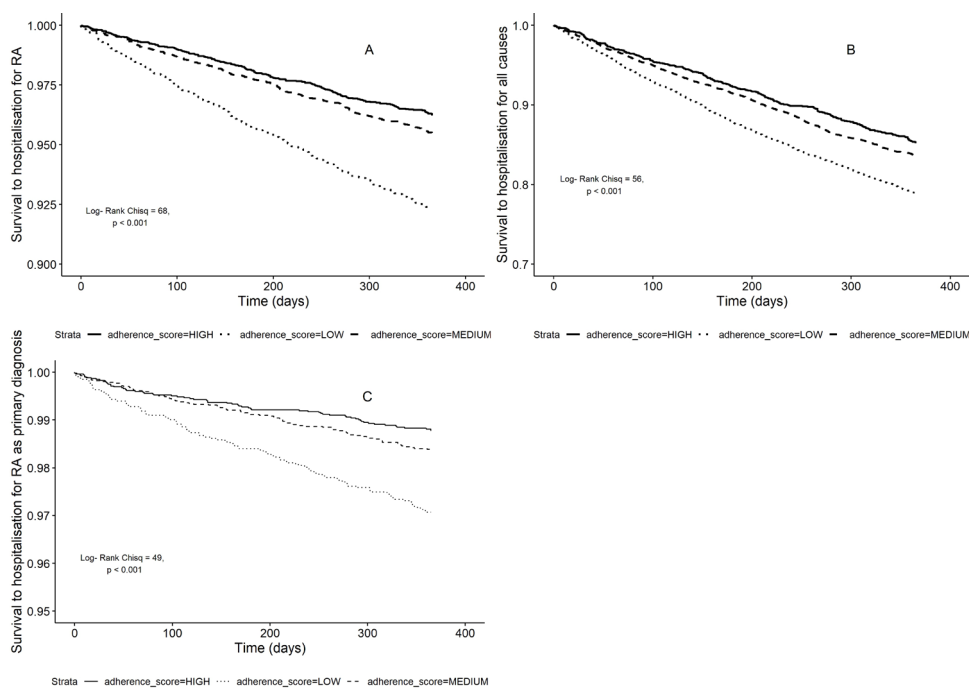 A
Survival to hospitalisation for RA
1.000
0.975
0.950
0.925
0.900
Log- Rank Chisq = 68,
p < 0.001
0 100 200 300 400
Time (days)
Strata adherence_score=HIGH adherence_score=LOW adherence_score=MEDIUM
B
Survival to hospitalisation for all causes
1.0
0.9
0.8
0.7
Log- Rank Chisq = 56,
p < 0.001
0 100 200 300 400
Time (days)
Strata adherence_score=HIGH adherence_score=LOW adherence_score=MEDIUM
C
Survival to hospitalisation for RA as primary diagnosis
1.00
0.99
0.98
0.97
0.96
0.95
Log- Rank Chisq = 49,
p < 0.001
0 100 200 300 400
Time (days)
Strata adherence_score=HIGH adherence_score=LOW adherence_score=MEDIUM